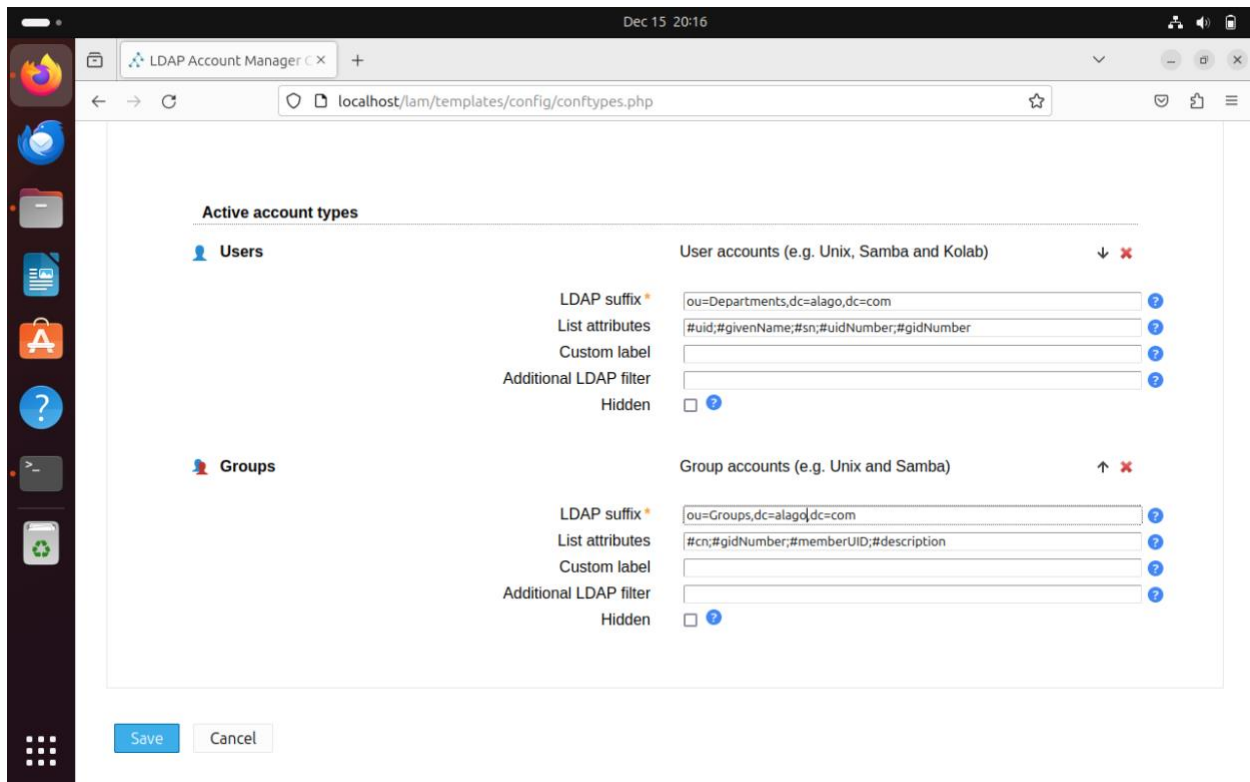 Dec 15 20:16
LDAP Account Manager C
localhost/lam/templates/config/conftypes.php
Active account types
Users User accounts (e.g. Unix, Samba and Kolab)
LDAP suffix * ou=Departments,dc=alago,dc=com
List attributes #uid;#givenName;#sn;#uidNumber;#gidNumber
Custom label
Additional LDAP filter
Hidden
Groups Group accounts (e.g. Unix and Samba)
LDAP suffix * ou=Groups,dc=alago,dc=com
List attributes #cn;#gidNumber;#memberUID;#description
Custom label
Additional LDAP filter
Hidden
Save Cancel